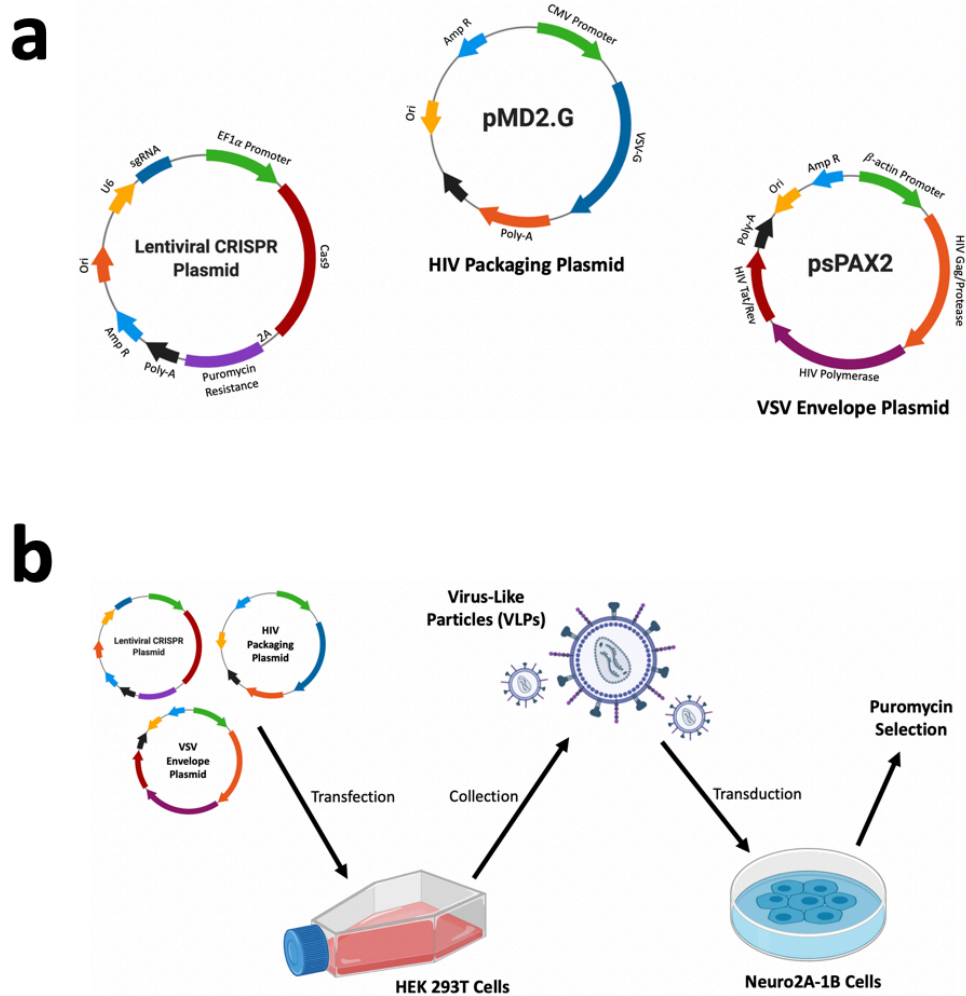 a
Lentiviral CRISPR
Plasmid
EF1α Promoter
Cas9
2A
Puromycin
Resistance
Poly-A
Amp R
Ori
U6
sgRNA
pMD2.G
CMV Promoter
VSV-G
Poly-A
Ori
Amp R
HIV Packaging Plasmid
psPAX2
β-actin Promoter
HIV Gag/Protease
HIV Polymerase
HIV Tat/Rev
Poly-A
Ori
Amp R
VSV Envelope Plasmid
b
Lentiviral CRISPR
Plasmid
HIV
Packaging
Plasmid
VSV
Envelope
Plasmid
Transfection
HEK 293T Cells
Collection
Virus-Like
Particles (VLPs)
Transduction
Neuro2A-1B Cells
Puromycin
Selection